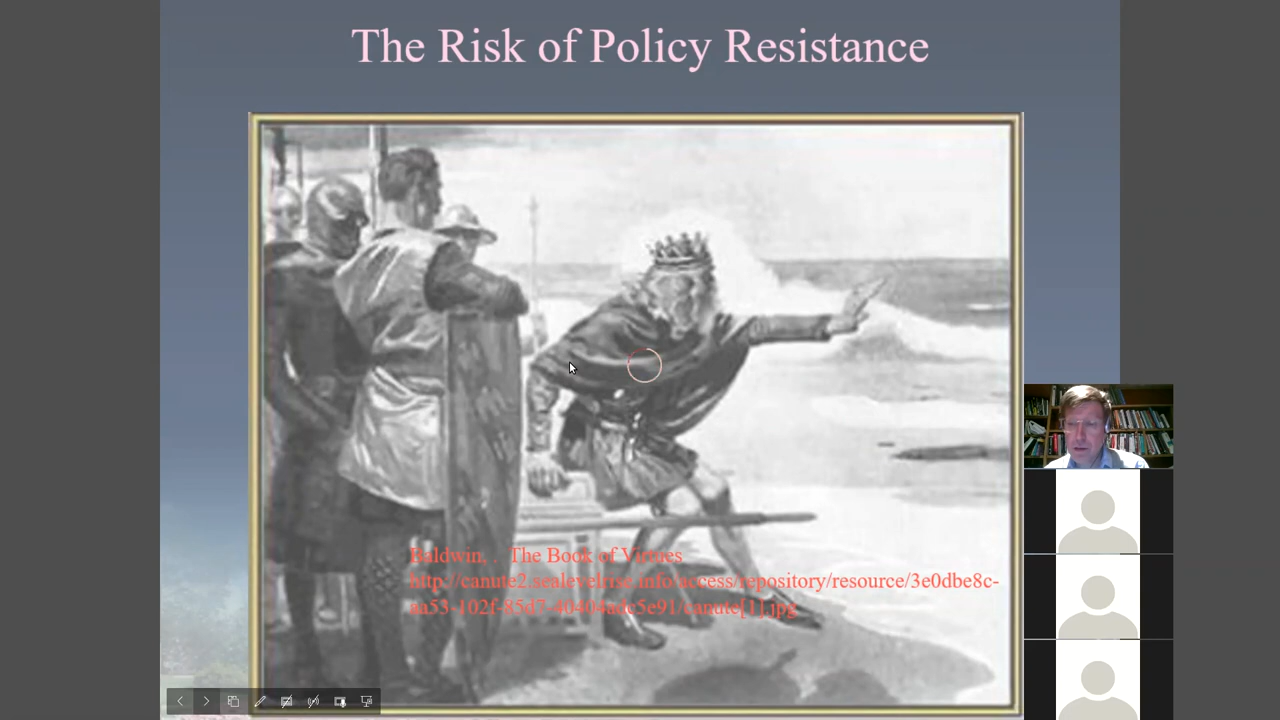 The Risk of Policy Resistance
Baldwin, . The Book of Virtues
http://canute2.sealevelrise.info/access/repository/resource/3e0dbe8c-
aa53-102f-85d7-40404adc5e91/canute[1].jpg